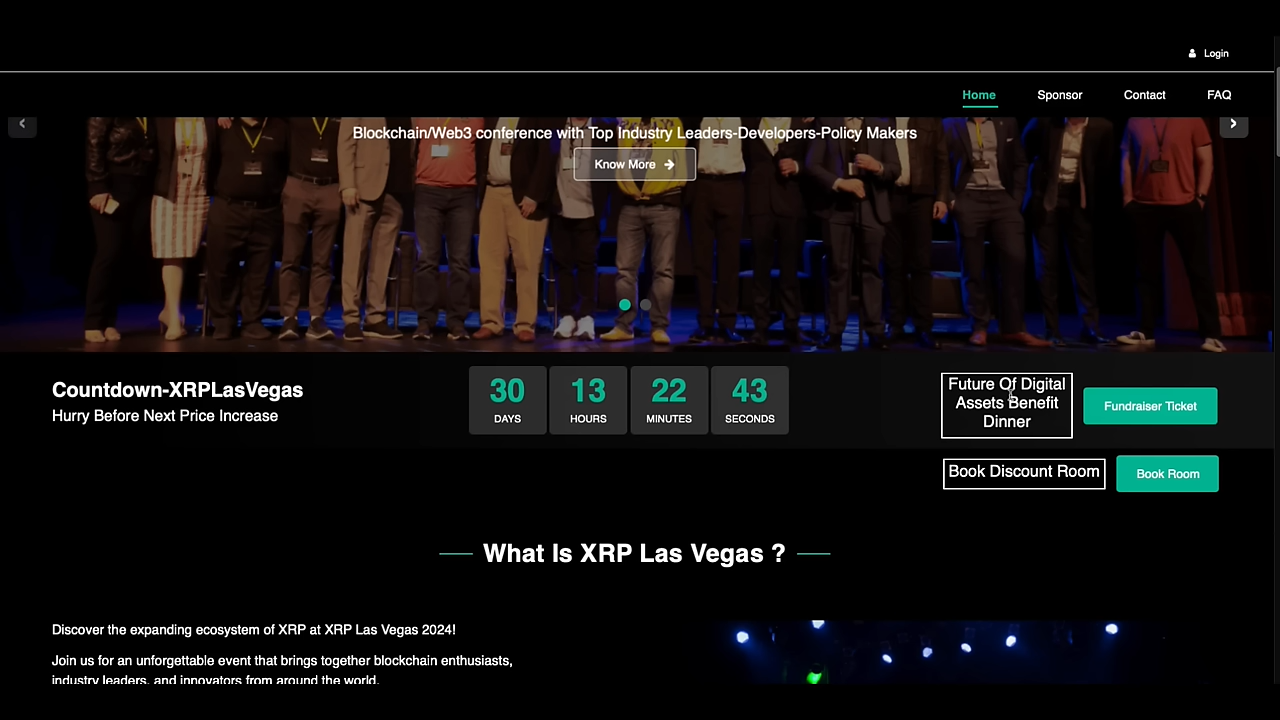 Login
Home Sponsor Contact FAQ
Blockchain/Web3 conference with Top Industry Leaders-Developers-Policy Makers
Know More
Countdown-XRPLasVegas
Hurry Before Next Price Increase
30 13 22 43
DAYS HOURS MINUTES SECONDS
Future Of Digital
Assets Benefit
Dinner
Fundraiser Ticket
Book Discount Room
Book Room
What Is XRP Las Vegas ?
Discover the expanding ecosystem of XRP at XRP Las Vegas 2024!
Join us for an unforgettable event that brings together blockchain enthusiasts,
industry leaders, and innovators from around the world.